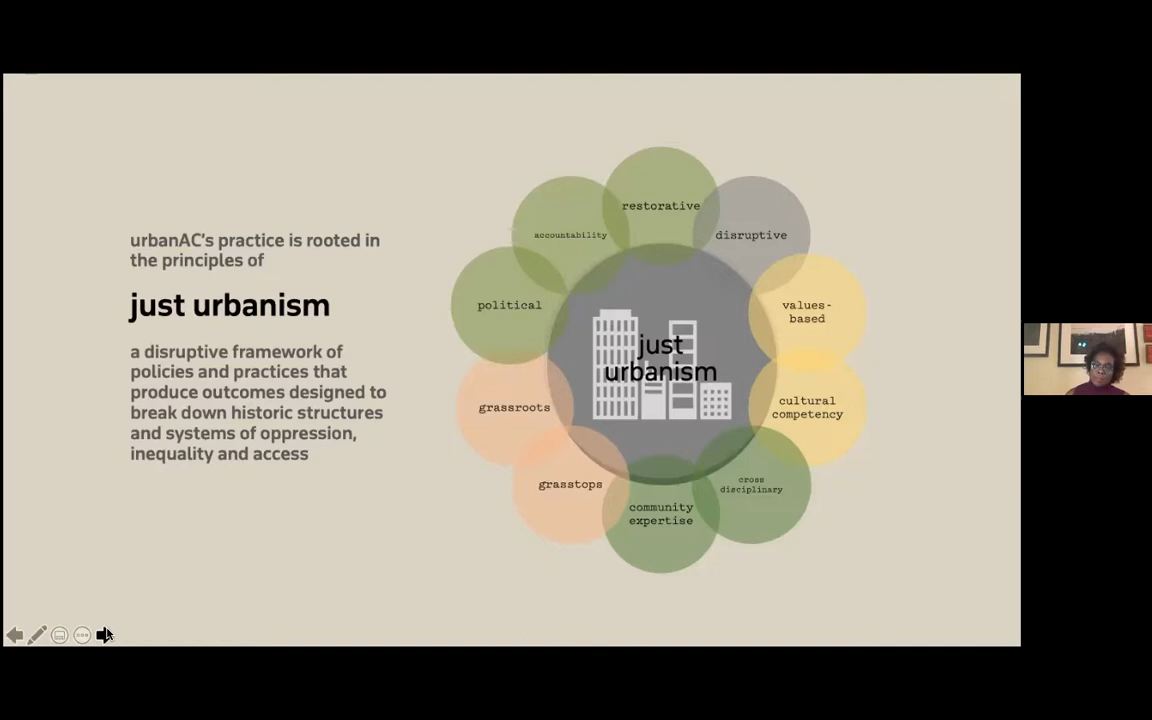 urbanAC's practice is rooted in
the principles of
just urbanism
a disruptive framework of
policies and practices that
produce outcomes designed to
break down historic structures
and systems of oppression,
inequality and access
restorative
accountability
disruptive
political
values-
based
just
urbanism
grassroots
cultural
competency
grasstops
cross
disciplinary
community
expertise